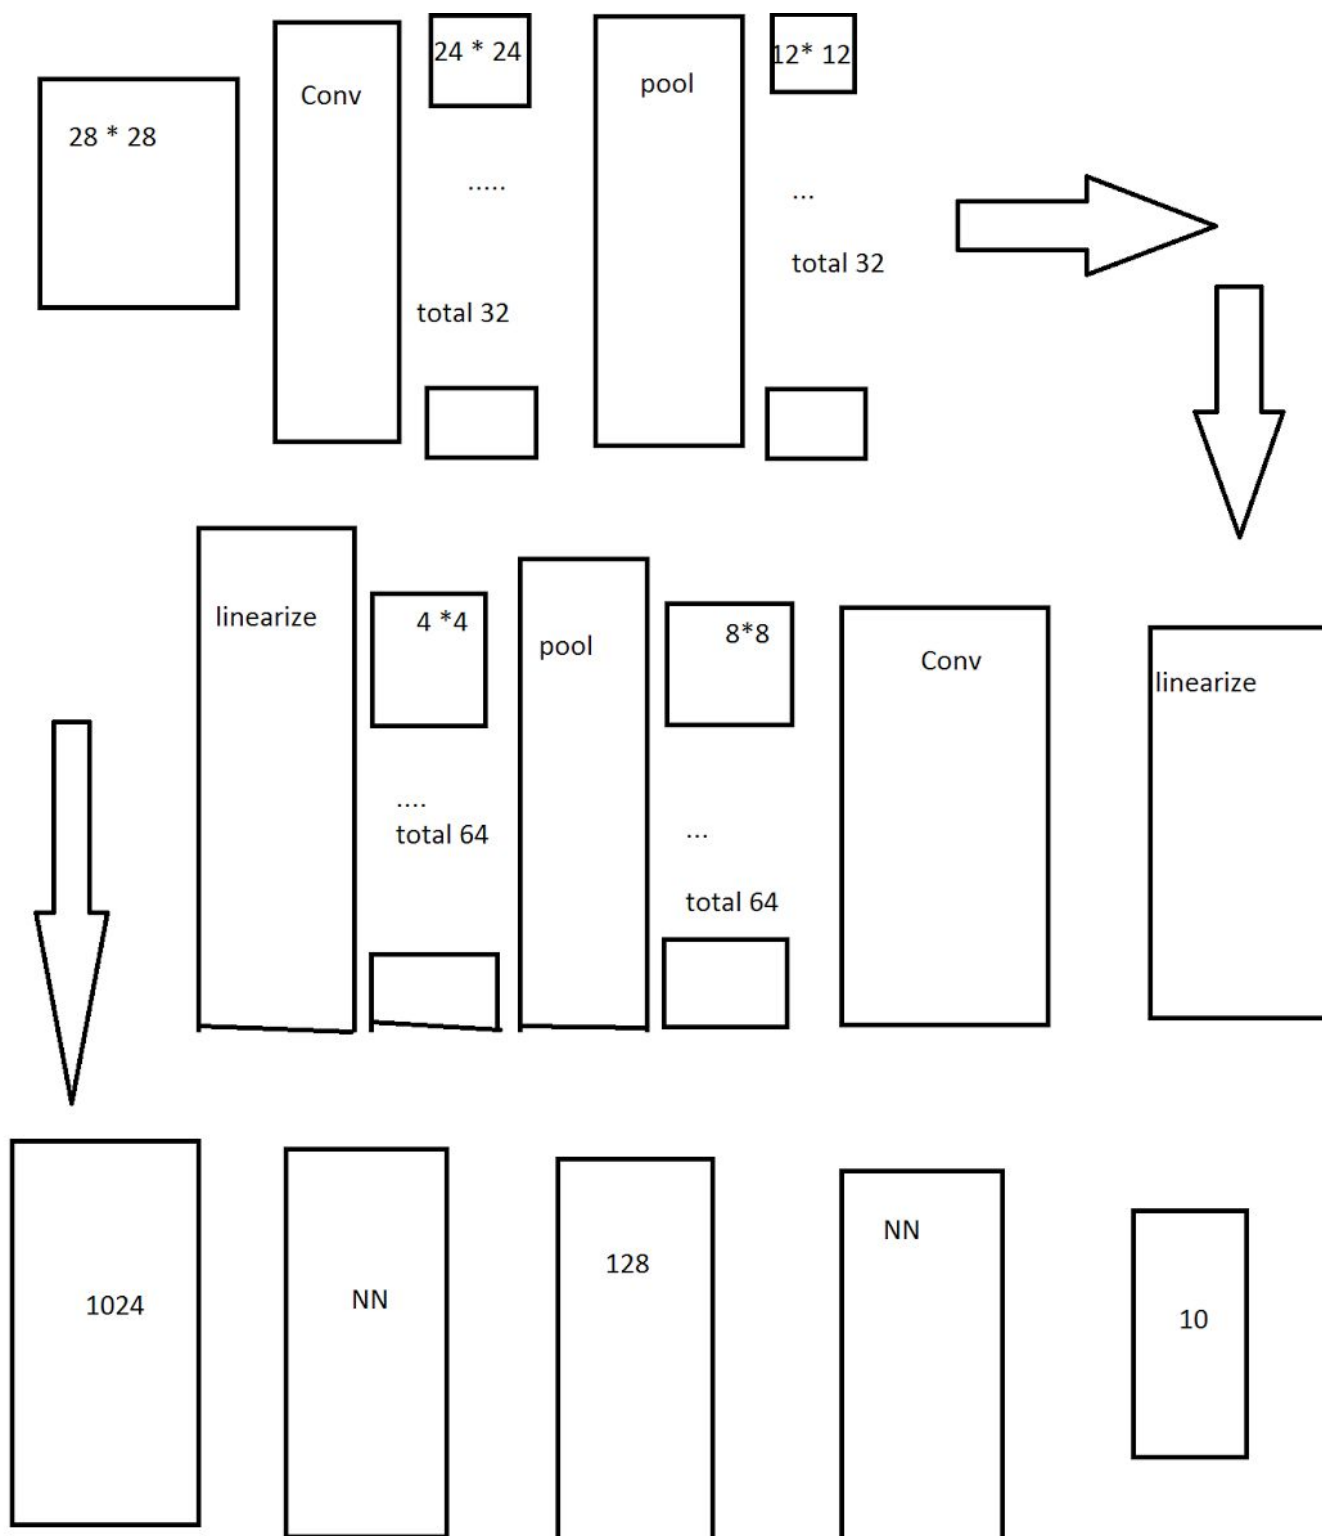 28 * 28
Conv
24 * 24
.....
total 32
pool
12* 12
...
total 32
linearize
4 *4
....
total 64
pool
8*8
...
total 64
Conv
linearize
1024
NN
128
NN
10